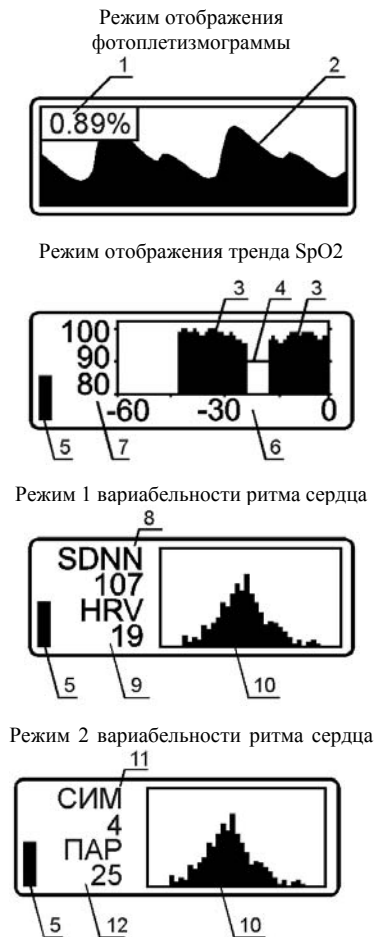 Режим отображения
фотоплетизмограммы
1 2
0.89%
Режим отображения тренда SpO2
3 4 3
100
90
80
-60 -30 0
5 7 6
Режим 1 вариабельности ритма сердца
8
SDNN
107
HRV
19
5 9 10
Режим 2 вариабельности ритма сердца
11
СИМ
4
ПАР
25
5 12 10